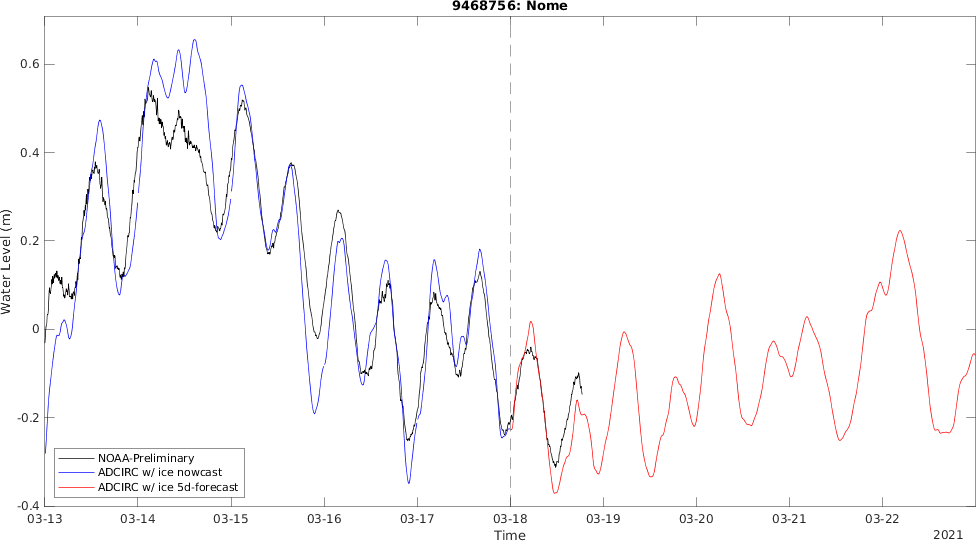 9468756: Nome
Water Level (m)
0.6
0.4
0.2
0
-0.2
-0.4
NOAA-Preliminary
ADCIRC w/ ice nowcast
ADCIRC w/ ice 5d-forecast
03-13 03-14 03-15 03-16 03-17 03-18 03-19 03-20 03-21 03-22
Time
2021